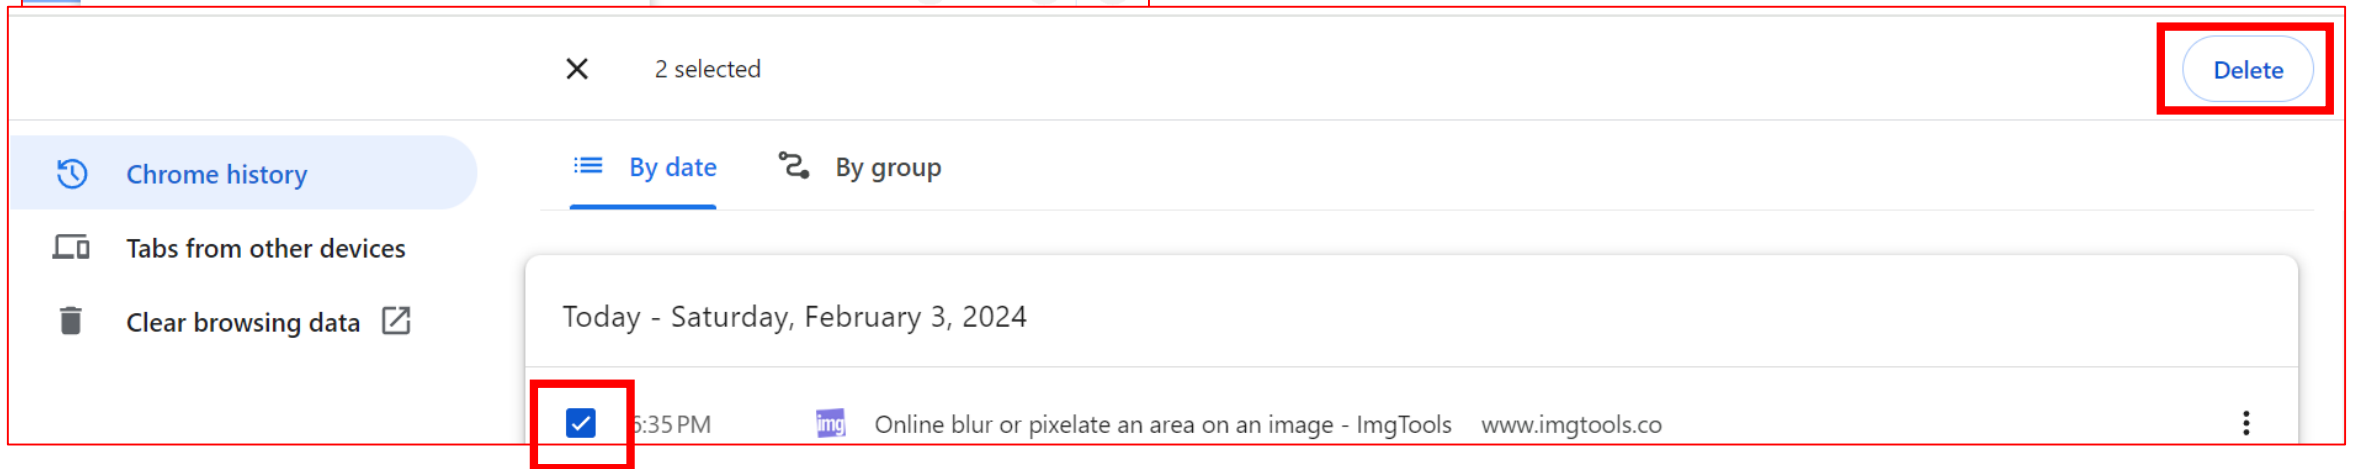 2 selected
Delete
Chrome history
By date
By group
Tabs from other devices
Clear browsing data
Today - Saturday, February 3, 2024
6:35 PM
img
Online blur or pixelate an area on an image - ImgTools
www.imgtools.co